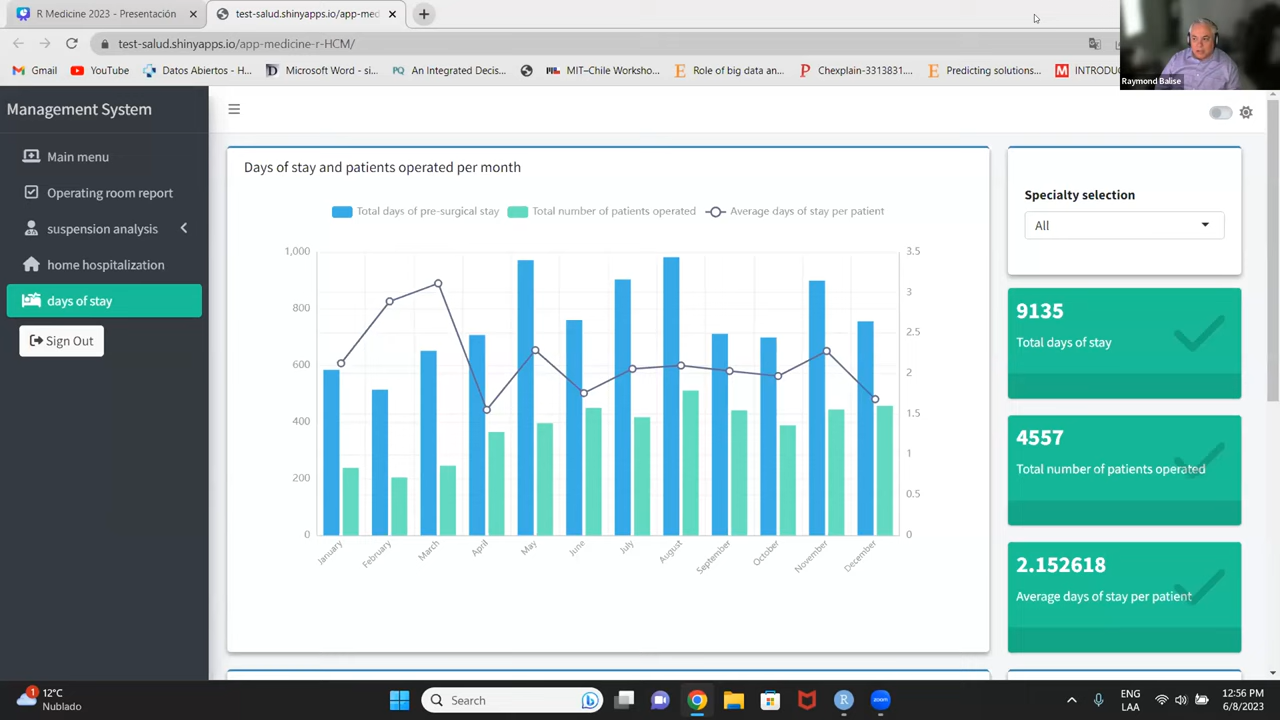 R Medicine 2023 - Presentación
test-salud.shinyapps.io/app-med
test-salud.shinyapps.io/app-medicine-r-HCM/
Gmail
YouTube
Datos Abiertos - H...
Microsoft Word - si...
PQ An Integrated Decis...
MIT–Chile Worksho...
Role of big data an...
Chexplain-3313831....
Predicting solutions...
INTRODUC
Raymond Balise
Management System
Main menu
Operating room report
suspension analysis
home hospitalization
days of stay
Sign Out
Days of stay and patients operated per month
Total days of pre-surgical stay
Total number of patients operated
Average days of stay per patient
1,000
800
600
400
200
0
3.5
3
2.5
2
1.5
1
0.5
0
January
February
March
April
May
June
July
August
September
October
November
December
Specialty selection
All
9135
Total days of stay
4557
Total number of patients operated
2.152618
Average days of stay per patient
1
12°C
Nublado
Search
R
zoom
ENG
LAA
12:56 PM
6/8/2023